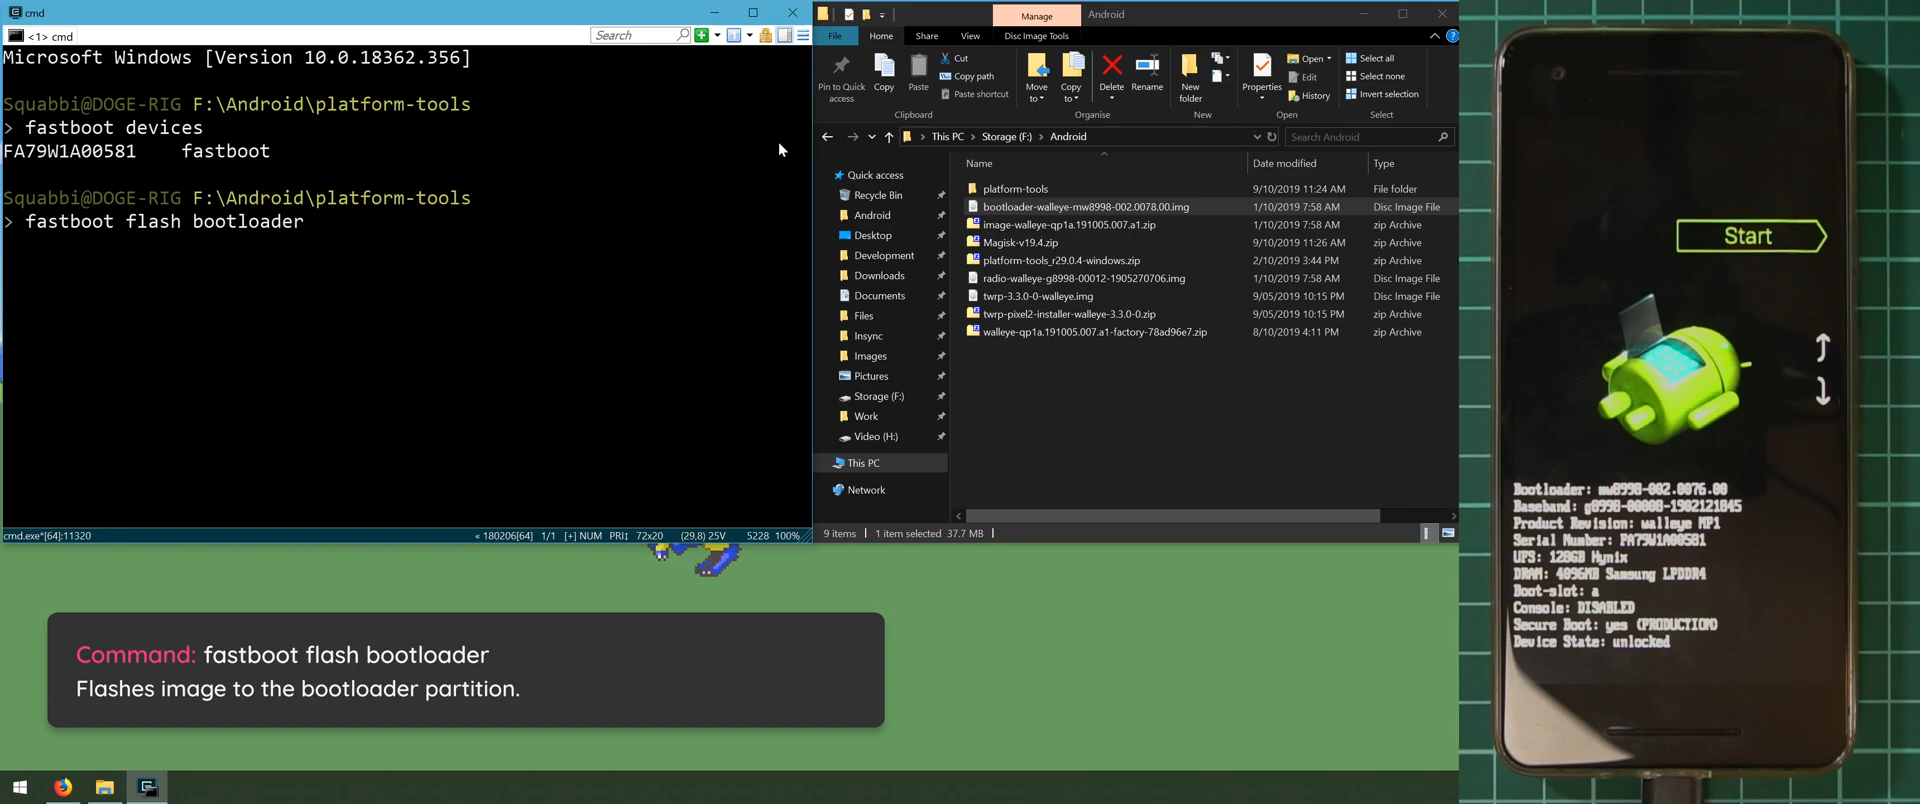 cmd
<1> cmd
Search
Microsoft Windows [Version 10.0.18362.356]
Squabbi@DOGE-RIG F:\Android\platform-tools
> fastboot devices
FA79W1A00581 fastboot
Squabbi@DOGE-RIG F:\Android\platform-tools
> fastboot flash bootloader
cmd.exe*[64]:11320
« 180206[64] 1/1 [+] NUM PRI↕ 72x20 (29,8) 25V 5228 100%
Manage
Android
File
Home
Share
View
Disc Image Tools
Pin to Quick access
Copy
Paste
Cut
Copy path
Paste shortcut
Clipboard
Move to
Copy to
Delete
Rename
Organise
New folder
New
Properties
Open
Edit
History
Open
Select all
Select none
Invert selection
Select
This PC > Storage (F:) > Android
Search Android
Quick access
Recycle Bin
Android
Desktop
Development
Downloads
Documents
Files
Insync
Images
Pictures
Storage (F:)
Work
Video (H:)
This PC
Network
Name Date modified Type
platform-tools 9/10/2019 11:24 AM File folder
bootloader-walleye-mw8998-002.0078.00.img 1/10/2019 7:58 AM Disc Image File
image-walleye-qp1a.191005.007.a1.zip 1/10/2019 7:58 AM zip Archive
Magisk-v19.4.zip 9/10/2019 11:26 AM zip Archive
platform-tools_r29.0.4-windows.zip 2/10/2019 3:44 PM zip Archive
radio-walleye-g8998-00012-1905270706.img 1/10/2019 7:58 AM Disc Image File
twrp-3.3.0-0-walleye.img 9/05/2019 10:15 PM Disc Image File
twrp-pixel2-installer-walleye-3.3.0-0.zip 9/05/2019 10:15 PM zip Archive
walleye-qp1a.191005.007.a1-factory-78ad96e7.zip 8/10/2019 4:11 PM zip Archive
9 items 1 item selected 37.7 MB
Command: fastboot flash bootloader
Flashes image to the bootloader partition.
Start
Bootloader: mw8998-002.0076.00
Baseband: g8998-00008-1902121845
Product Revision: walleye MP1
Serial Number: FA79W1A00581
UFS: 128GB Hynix
DRAM: 4096MB Samsung LPDDR4
Boot-slot: a
Console: DISABLED
Secure Boot: yes (PRODUCTION)
Device State: unlocked